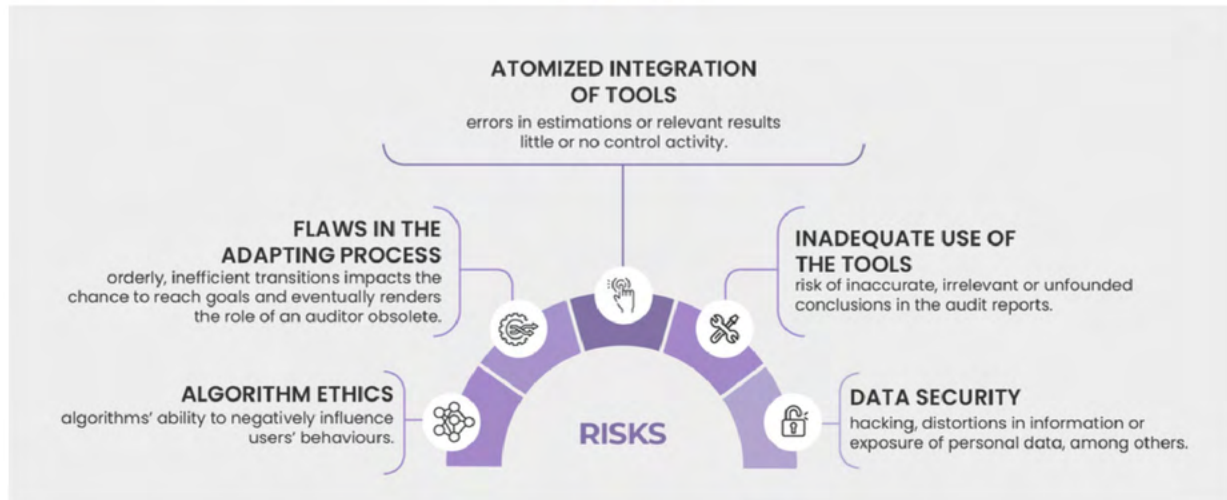 ATOMIZED INTEGRATION
OF TOOLS
errors in estimations or relevant results
little or no control activity.
FLAWS IN THE
ADAPTING PROCESS
orderly, inefficient transitions impacts the
chance to reach goals and eventually renders
the role of an auditor obsolete.
INADEQUATE USE OF
THE TOOLS
risk of inaccurate, irrelevant or unfounded
conclusions in the audit reports.
ALGORITHM ETHICS
algorithms' ability to negatively influence
users' behaviours.
RISKS
DATA SECURITY
hacking, distortions in information or
exposure of personal data, among others.